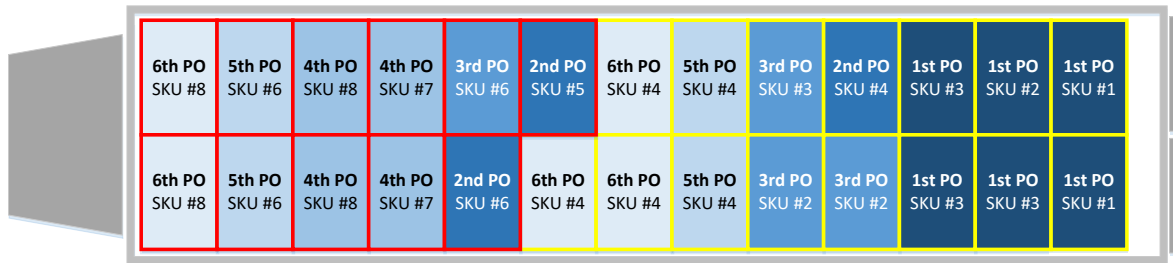 6th PO 5th PO 4th PO 4th PO 3rd PO 2nd PO 6th PO 5th PO 3rd PO 2nd PO 1st PO 1st PO 1st PO
SKU #8 SKU #6 SKU #8 SKU #7 SKU #6 SKU #5 SKU #4 SKU #4 SKU #3 SKU #4 SKU #3 SKU #2 SKU #1
6th PO 5th PO 4th PO 4th PO 2nd PO 6th PO 6th PO 5th PO 3rd PO 3rd PO 1st PO 1st PO 1st PO
SKU #8 SKU #6 SKU #8 SKU #7 SKU #6 SKU #4 SKU #4 SKU #4 SKU #2 SKU #2 SKU #3 SKU #3 SKU #1